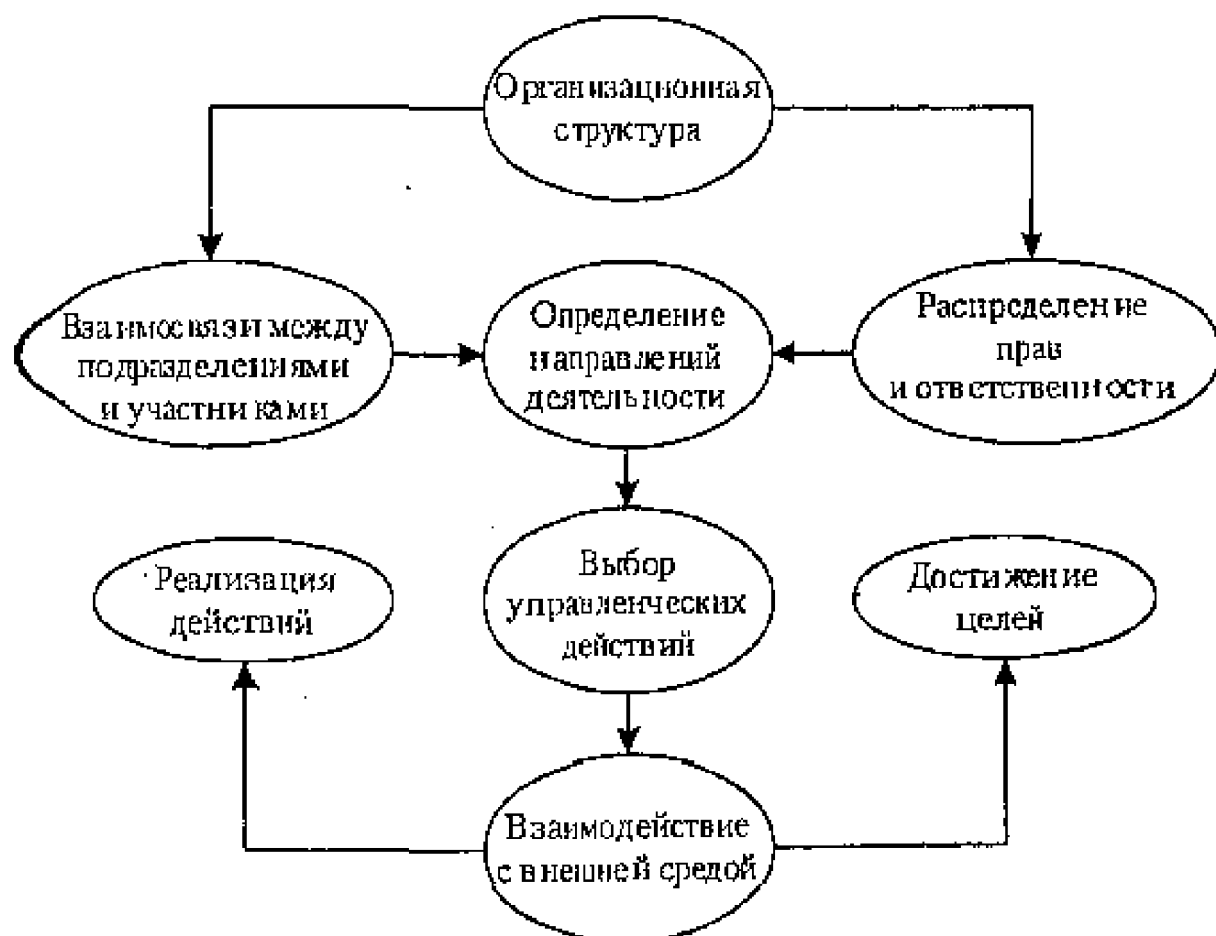 Организационная
структура
Взаимосвязи между
подразделениями
и участниками
Определение
направлений
деятельности
Распределение
прав
и ответственности
Реализация
действий
Выбор
управленческих
действий
Достижение
целей
Взаимодействие
с внешней средой